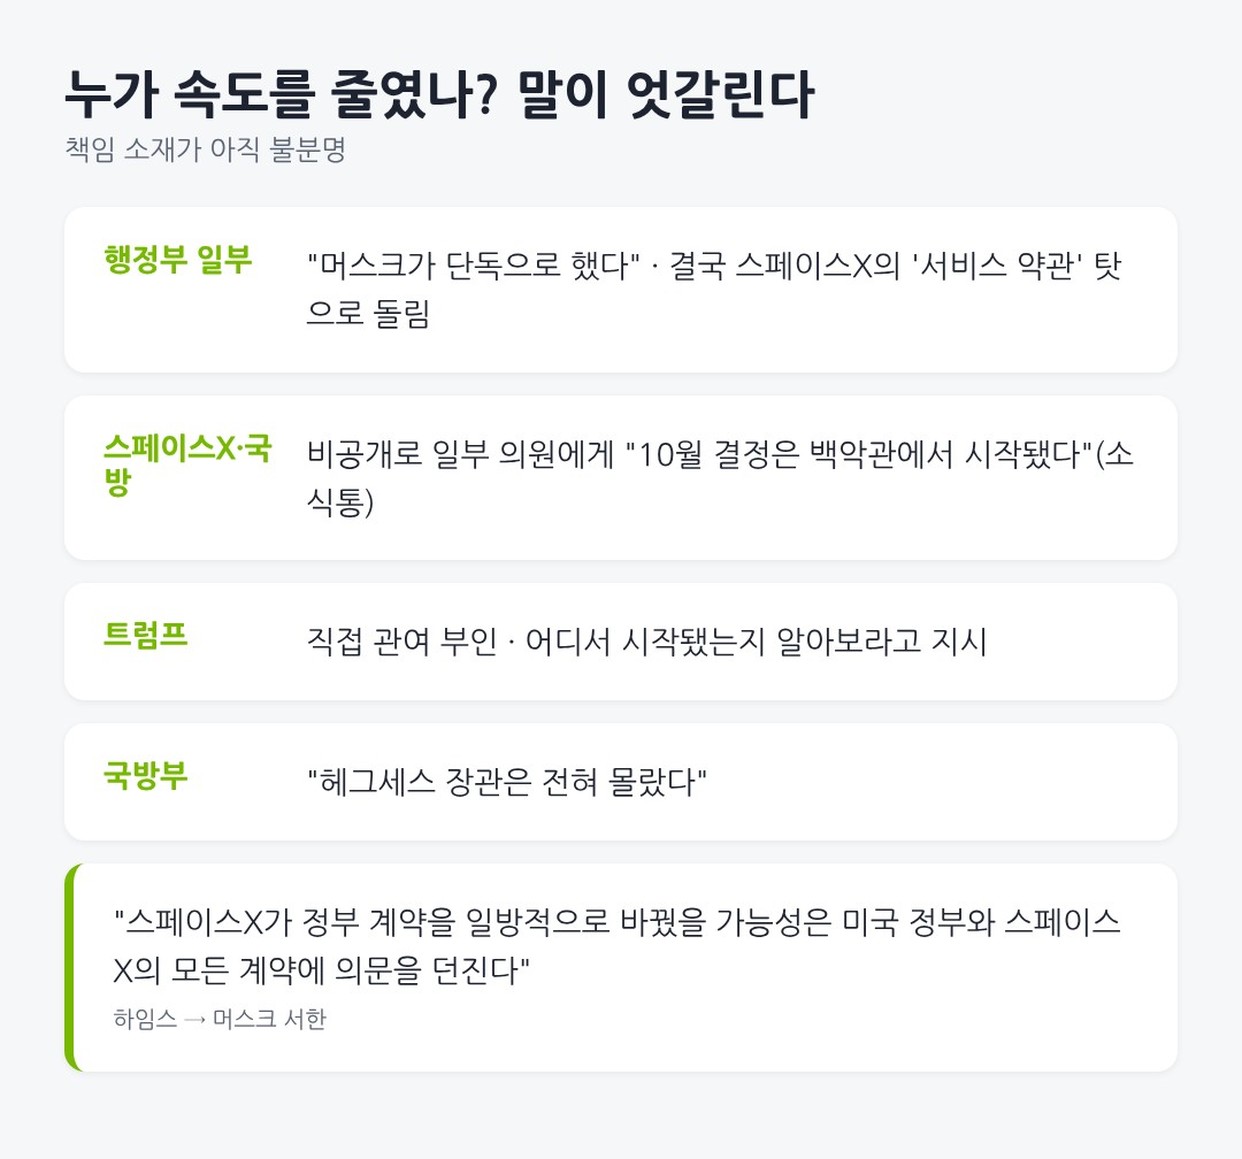 누가 속도를 줄였나? 말이 엇갈린다
책임 소재가 아직 불분명
행정부 일부
"머스크가 단독으로 했다" · 결국 스페이스X의 '서비스 약관' 탓
으로 돌림
스페이스X·국
방
비공개로 일부 의원에게 "10월 결정은 백악관에서 시작됐다"(소
식통)
트럼프
직접 관여 부인 · 어디서 시작됐는지 알아보라고 지시
국방부
"헤그세스 장관은 전혀 몰랐다"
"스페이스X가 정부 계약을 일방적으로 바꿨을 가능성은 미국 정부와 스페이스
X의 모든 계약에 의문을 던진다"
하임스 → 머스크 서한